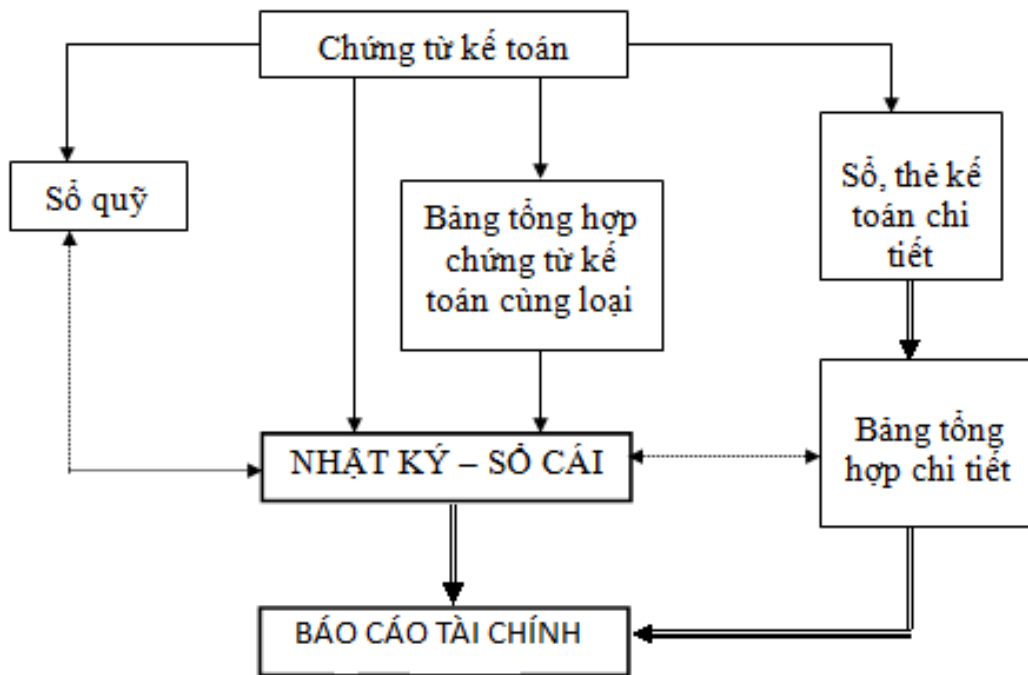 Chứng từ kế toán
Sổ quỹ
Bảng tổng hợp
chứng từ kế
toán cùng loại
Sổ, thẻ kế
toán chi
tiết
NHẬT KÝ – SỔ CÁI
Bảng tổng
hợp chi tiết
BÁO CÁO TÀI CHÍNH